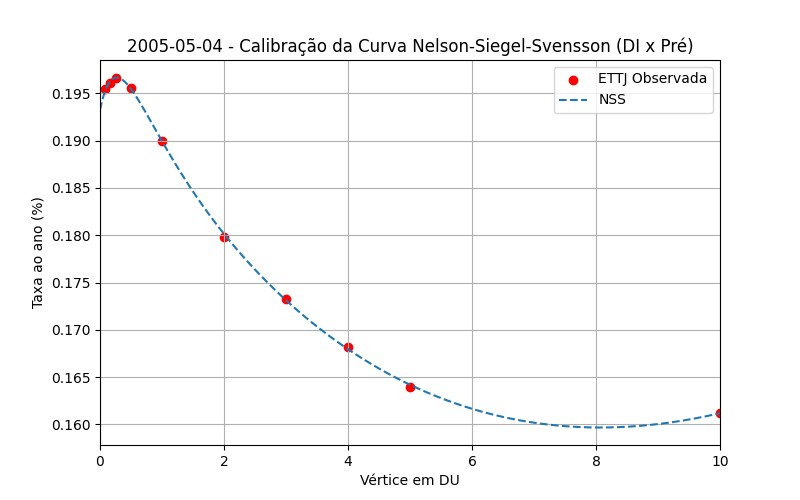 2005-05-04 - Calibração da Curva Nelson-Siegel-Svensson (DI x Pré)
ETTJ Observada
NSS
Taxa ao ano (%)
0.195
0.190
0.185
0.180
0.175
0.170
0.165
0.160
0 2 4 6 8 10
Vértice em DU